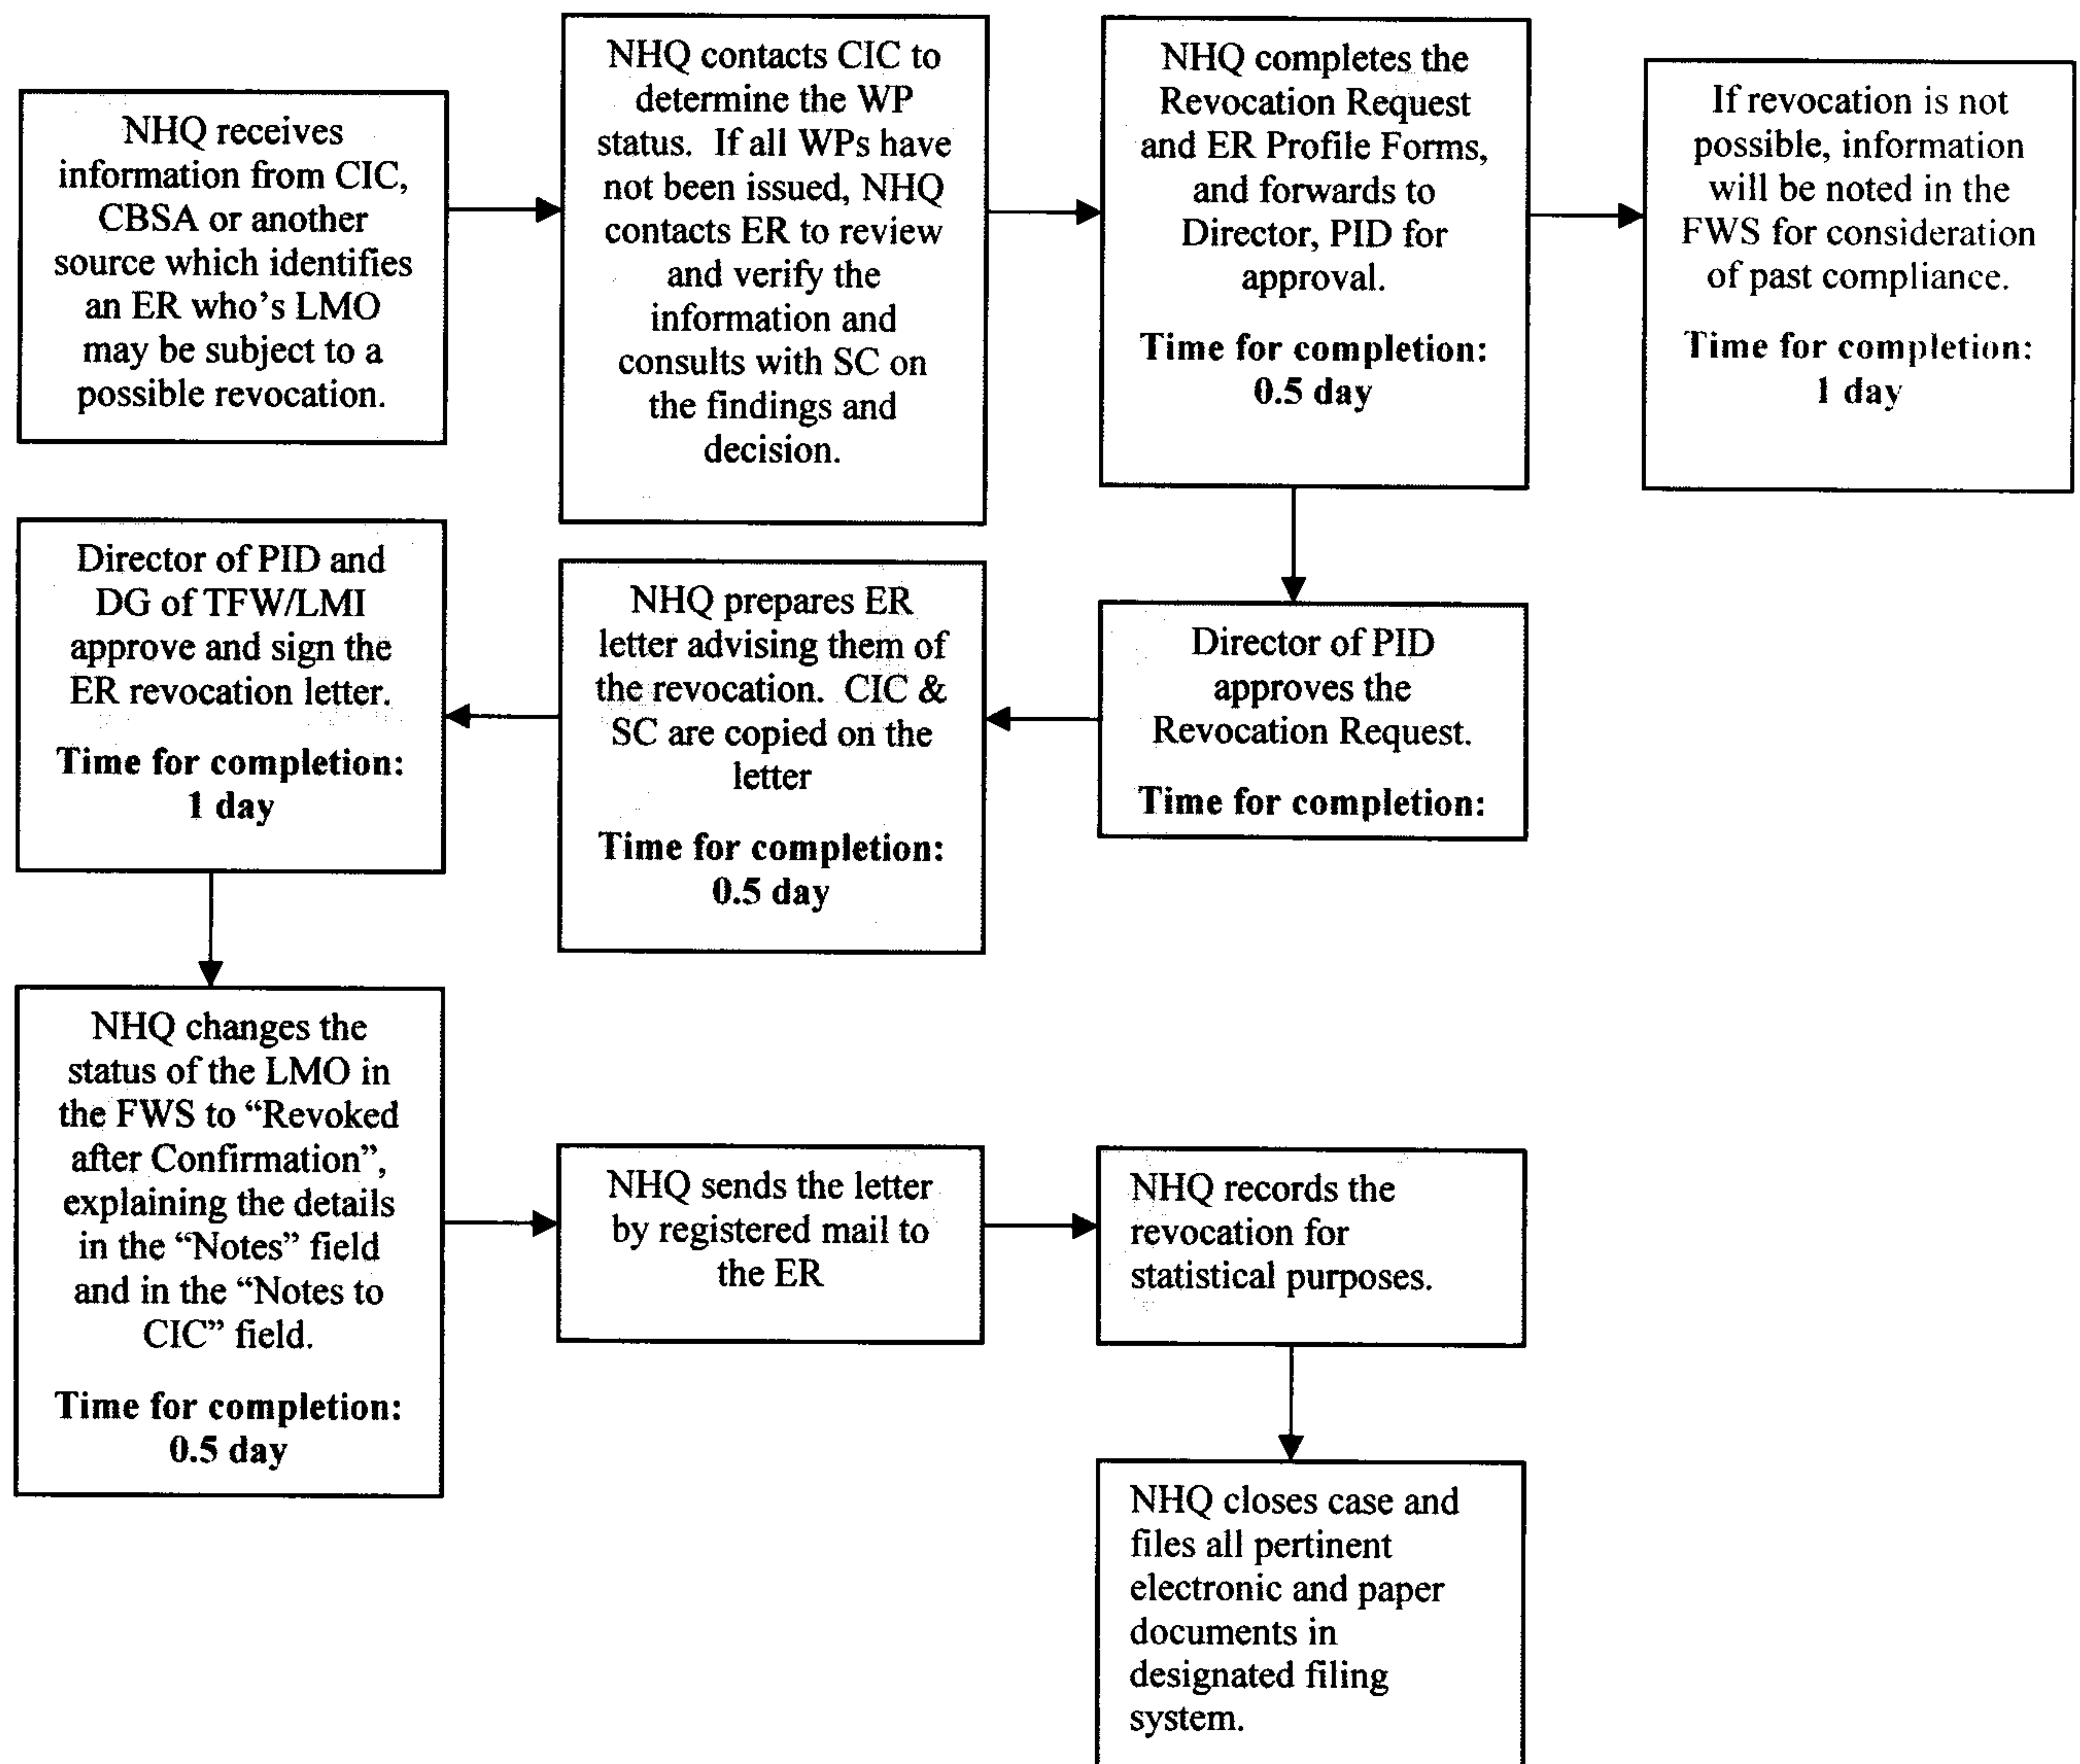 NHQ receives
information from CIC,
CBSA or another
source which identifies
an ER who's LMO
may be subject to a
possible revocation.
NHQ contacts CIC to
determine the WP
status. If all WPs have
not been issued, NHQ
contacts ER to review
and verify the
information and
consults with SC on
the findings and
decision.
NHQ completes the
Revocation Request
and ER Profile Forms,
and forwards to
Director, PID for
approval.
Time for completion:
0.5 day
If revocation is not
possible, information
will be noted in the
FWS for consideration
of past compliance.
Time for completion:
1 day
Director of PID
approves the
Revocation Request.
Time for completion:
NHQ prepares ER
letter advising them of
the revocation. CIC &
SC are copied on the
letter
Time for completion:
0.5 day
Director of PID and
DG of TFW/LMI
approve and sign the
ER revocation letter.
Time for completion:
1 day
NHQ changes the
status of the LMO in
the FWS to “Revoked
after Confirmation”,
explaining the details
in the “Notes” field
and in the “Notes to
CIC” field.
Time for completion:
0.5 day
NHQ sends the letter
by registered mail to
the ER
NHQ records the
revocation for
statistical purposes.
NHQ closes case and
files all pertinent
electronic and paper
documents in
designated filing
system.